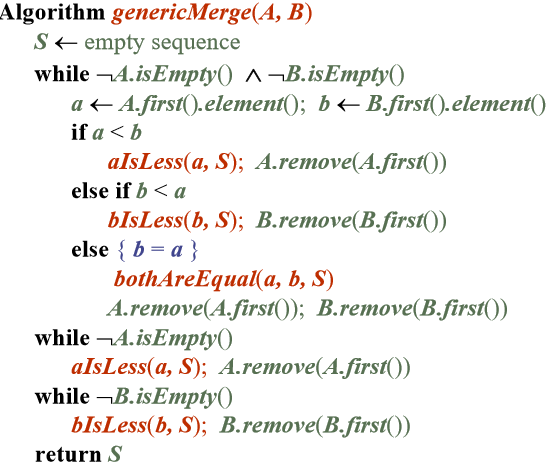 Algorithm genericMerge(A, B)
S ← empty sequence
while ¬A.isEmpty() ∧ ¬B.isEmpty()
a ← A.first().element(); b ← B.first().element()
if a < b
aIsLess(a, S); A.remove(A.first())
else if b < a
bIsLess(b, S); B.remove(B.first())
else { b = a }
bothAreEqual(a, b, S)
A.remove(A.first()); B.remove(B.first())
while ¬A.isEmpty()
aIsLess(a, S); A.remove(A.first())
while ¬B.isEmpty()
bIsLess(b, S); B.remove(B.first())
return S